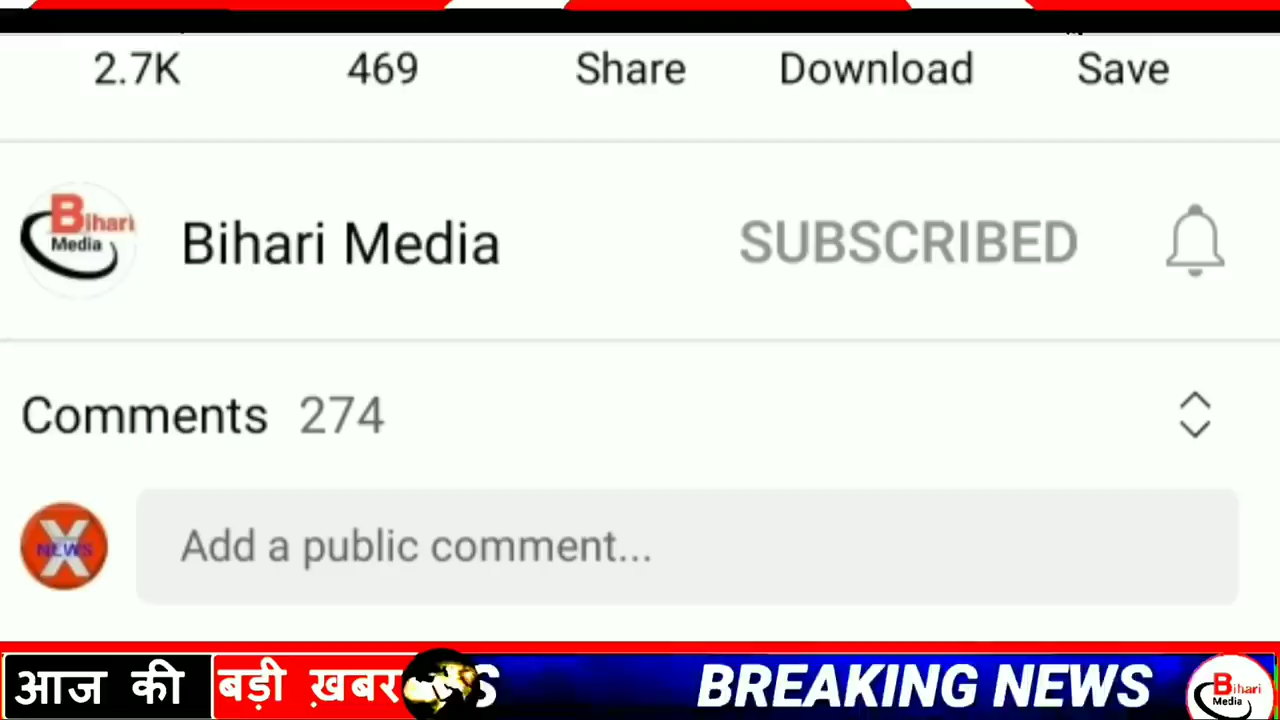 2.7K 469 Share Download Save
Bihari Media Bihari Media SUBSCRIBED
Comments 274
X NEWS Add a public comment...
आज की बड़ी ख़बर S BREAKING NEWS Bihari Media